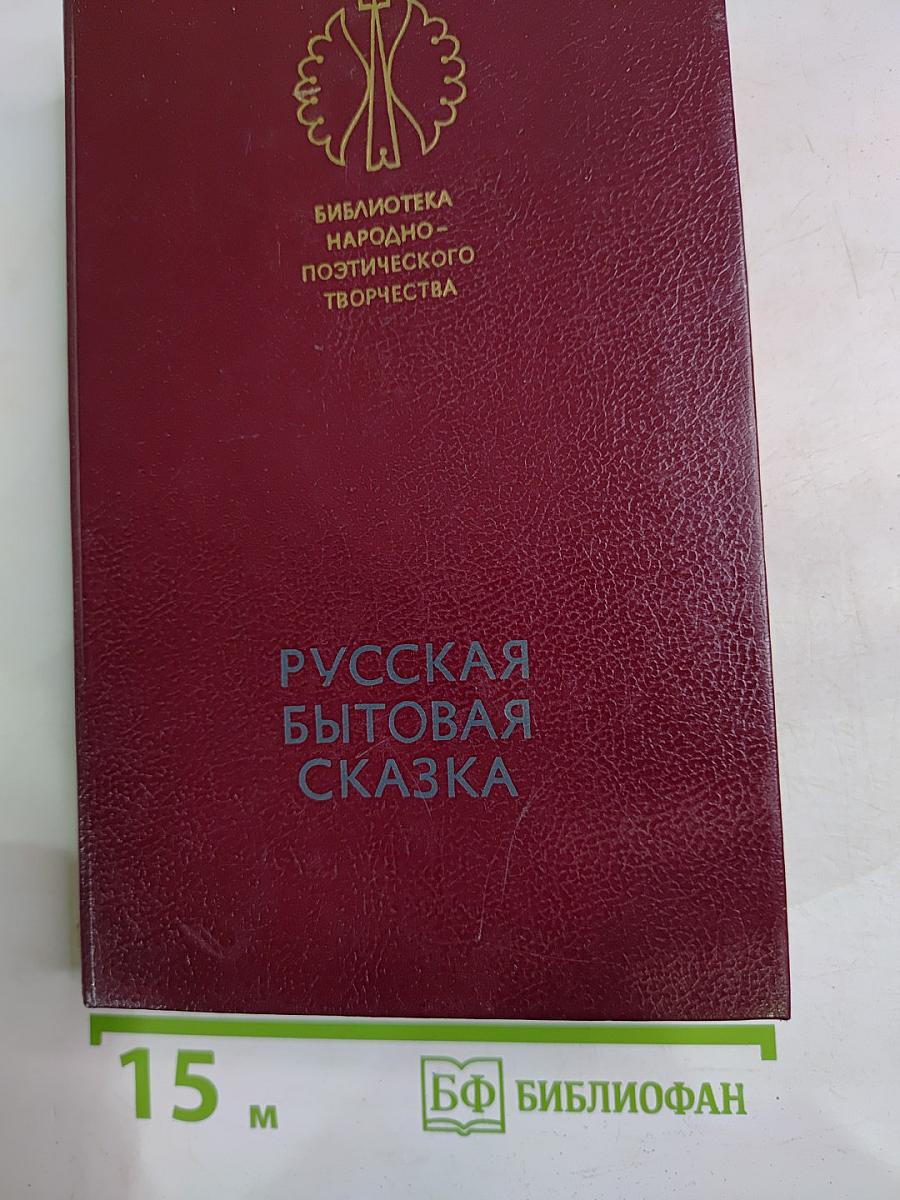 БИБЛИОТЕКА
НАРОДНО-
ПОЭТИЧЕСКОГО
ТВОРЧЕСТВА
РУССКАЯ
БЫТОВАЯ
СКАЗКА
15 м
БФ БИБЛИОФАН